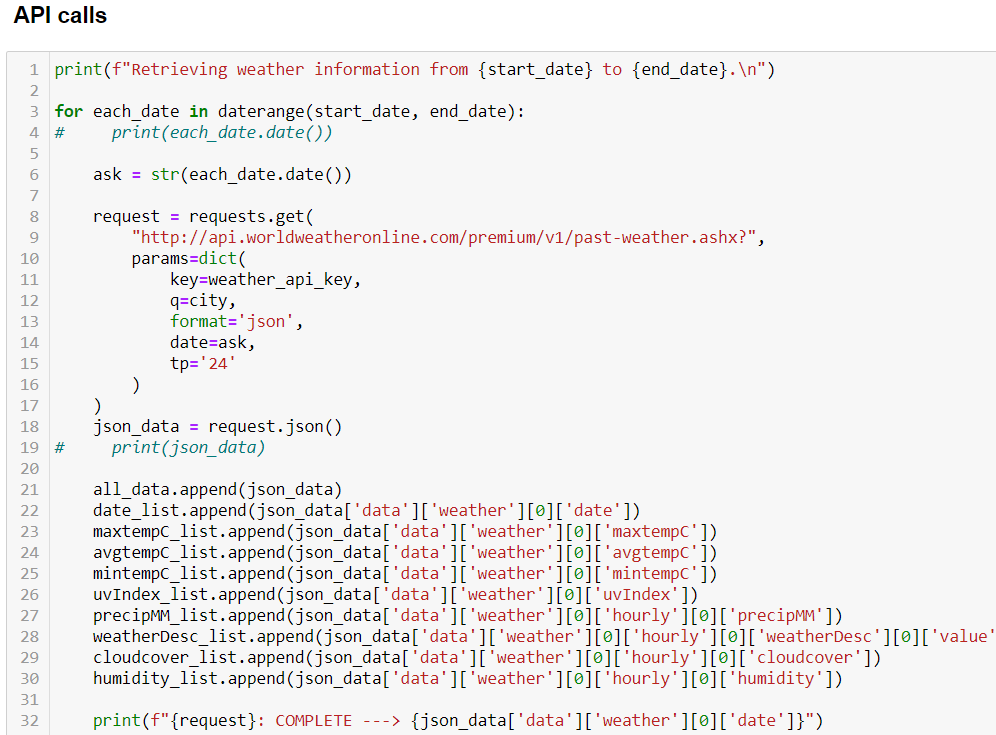 API calls
1 print(f"Retrieving weather information from {start_date} to {end_date}.\n")
2
3 for each_date in daterange(start_date, end_date):
4 #     print(each_date.date())
5
6     ask = str(each_date.date())
7
8     request = requests.get(
9         "http://api.worldweatheronline.com/premium/v1/past-weather.ashx?",
10         params=dict(
11             key=weather_api_key,
12             q=city,
13             format='json',
14             date=ask,
15             tp='24'
16         )
17     )
18     json_data = request.json()
19 #     print(json_data)
20
21     all_data.append(json_data)
22     date_list.append(json_data['data']['weather'][0]['date'])
23     maxtempC_list.append(json_data['data']['weather'][0]['maxtempC'])
24     avgtempC_list.append(json_data['data']['weather'][0]['avgtempC'])
25     mintempC_list.append(json_data['data']['weather'][0]['mintempC'])
26     uvIndex_list.append(json_data['data']['weather'][0]['uvIndex'])
27     precipMM_list.append(json_data['data']['weather'][0]['hourly'][0]['precipMM'])
28     weatherDesc_list.append(json_data['data']['weather'][0]['hourly'][0]['weatherDesc'][0]['value'
29     cloudcover_list.append(json_data['data']['weather'][0]['hourly'][0]['cloudcover'])
30     humidity_list.append(json_data['data']['weather'][0]['hourly'][0]['humidity'])
31
32     print(f"{request}: COMPLETE ---> {json_data['data']['weather'][0]['date']}")